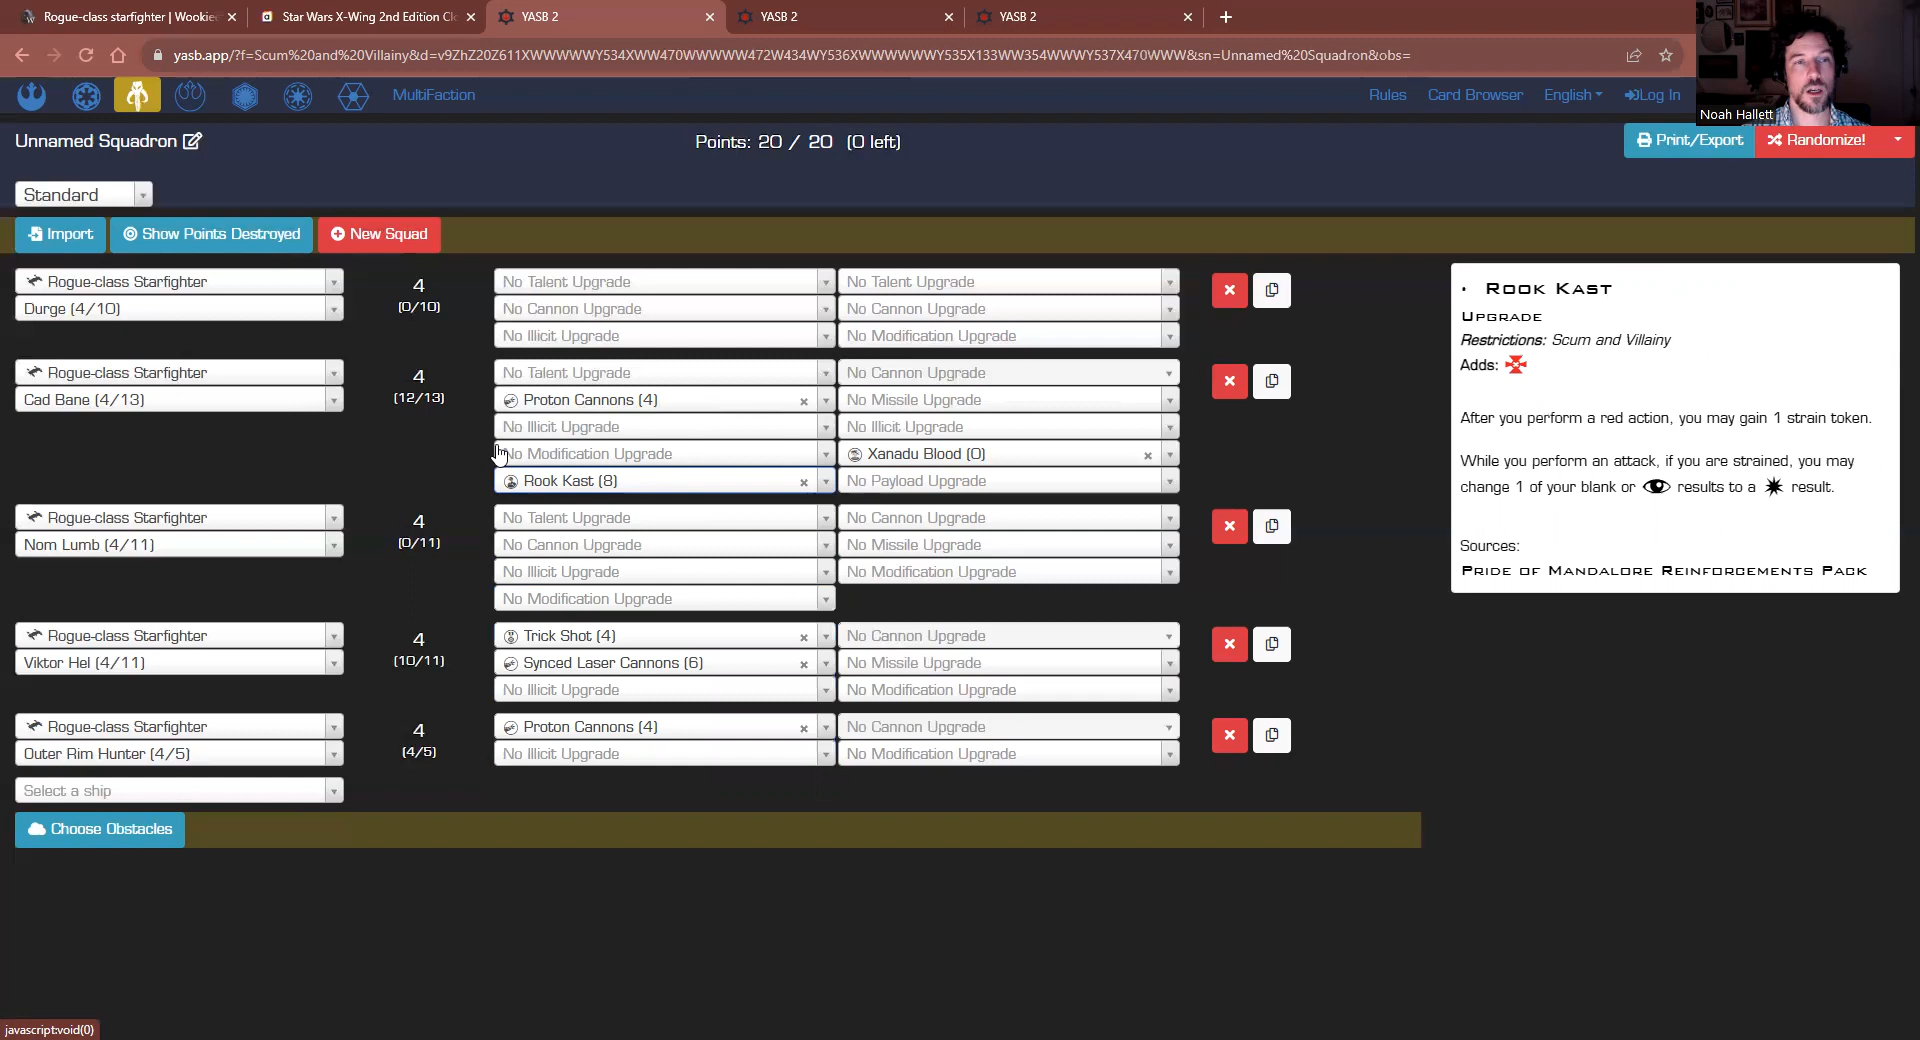 Rogue-class starfighter | Wookiee
Star Wars X-Wing 2nd Edition Clo
YASB 2
YASB 2
YASB 2
yasb.app/?f=Scum%20and%20Villainy&d=v9ZhZ20Z611XWWWWWY534XWW470WWWWW472W434WY536XWWWWWWY535X133WW354WWWY537X470WWW&sn=Unnamed%20Squadron&obs=
MultiFaction
Rules
Card Browser
English
Log In
Noah Hallett
Unnamed Squadron
Points: 20 / 20 (0 left)
Print/Export
Randomize!
Standard
Import
Show Points Destroyed
New Squad
Rogue-class Starfighter
Durge (4/10)
4
(0/10)
No Talent Upgrade
No Talent Upgrade
No Cannon Upgrade
No Cannon Upgrade
No Illicit Upgrade
No Modification Upgrade
Rogue-class Starfighter
Cad Bane (4/13)
4
(12/13)
No Talent Upgrade
No Cannon Upgrade
Proton Cannons (4)
No Missile Upgrade
No Illicit Upgrade
No Illicit Upgrade
No Modification Upgrade
Xanadu Blood (0)
Rook Kast (8)
No Payload Upgrade
Rogue-class Starfighter
Nom Lumb (4/11)
4
(0/11)
No Talent Upgrade
No Cannon Upgrade
No Cannon Upgrade
No Missile Upgrade
No Illicit Upgrade
No Modification Upgrade
No Modification Upgrade
Rogue-class Starfighter
Viktor Hel (4/11)
4
(10/11)
Trick Shot (4)
No Cannon Upgrade
Synced Laser Cannons (6)
No Missile Upgrade
No Illicit Upgrade
No Modification Upgrade
Rogue-class Starfighter
Outer Rim Hunter (4/5)
4
(4/5)
Proton Cannons (4)
No Cannon Upgrade
No Illicit Upgrade
No Modification Upgrade
Select a ship
Choose Obstacles
· Rook Kast
Upgrade
Restrictions: Scum and Villainy
Adds:
After you perform a red action, you may gain 1 strain token.
While you perform an attack, if you are strained, you may
change 1 of your blank or results to a result.
Sources:
Pride of Mandalore Reinforcements Pack
javascript:void(0)